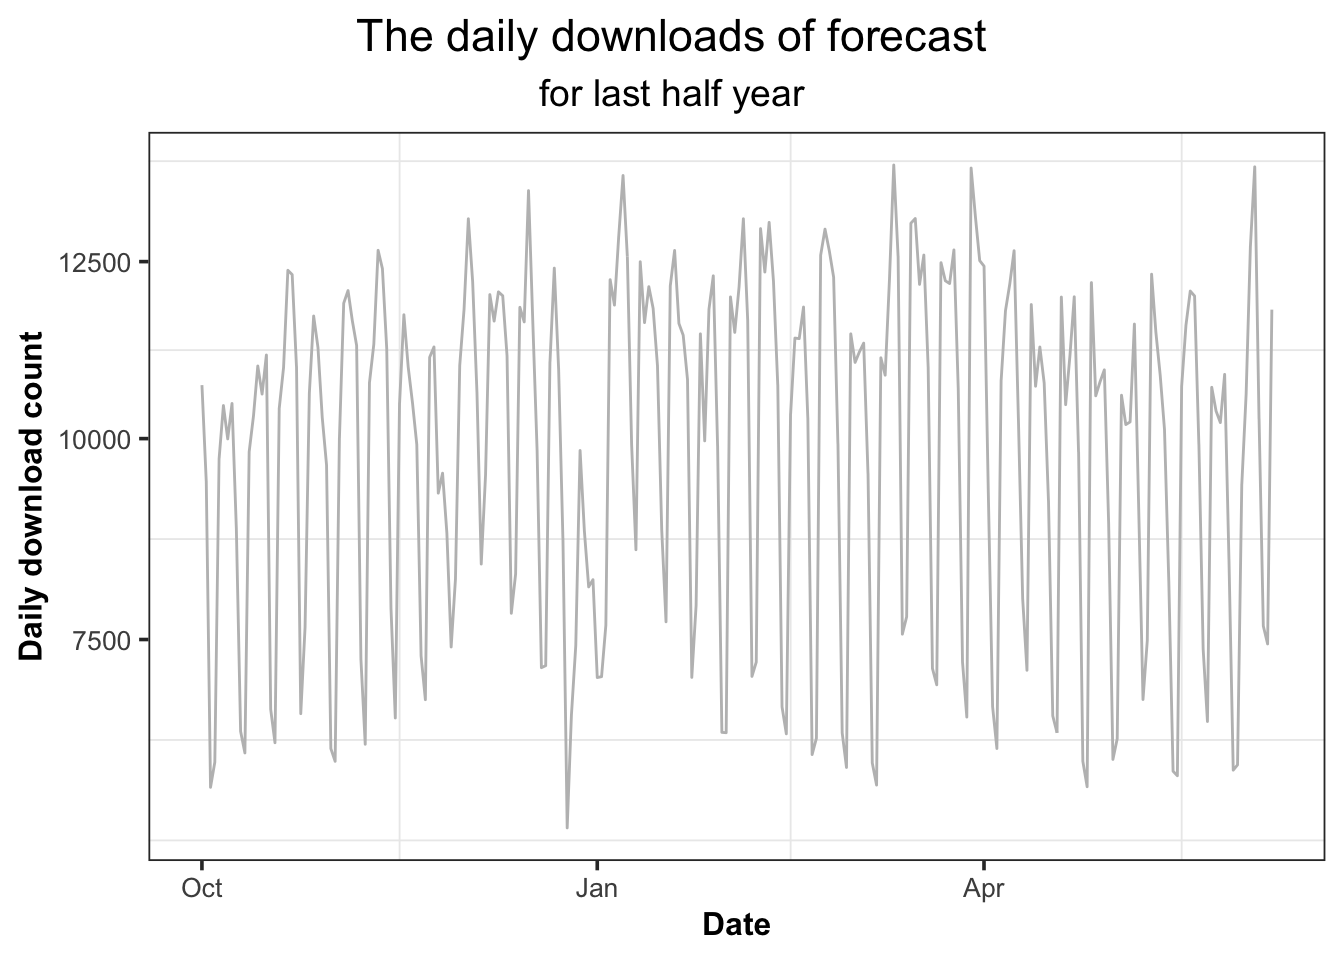 The daily downloads of forecast
for last half year
Daily download count
12500
10000
7500
Oct
Jan
Apr
Date